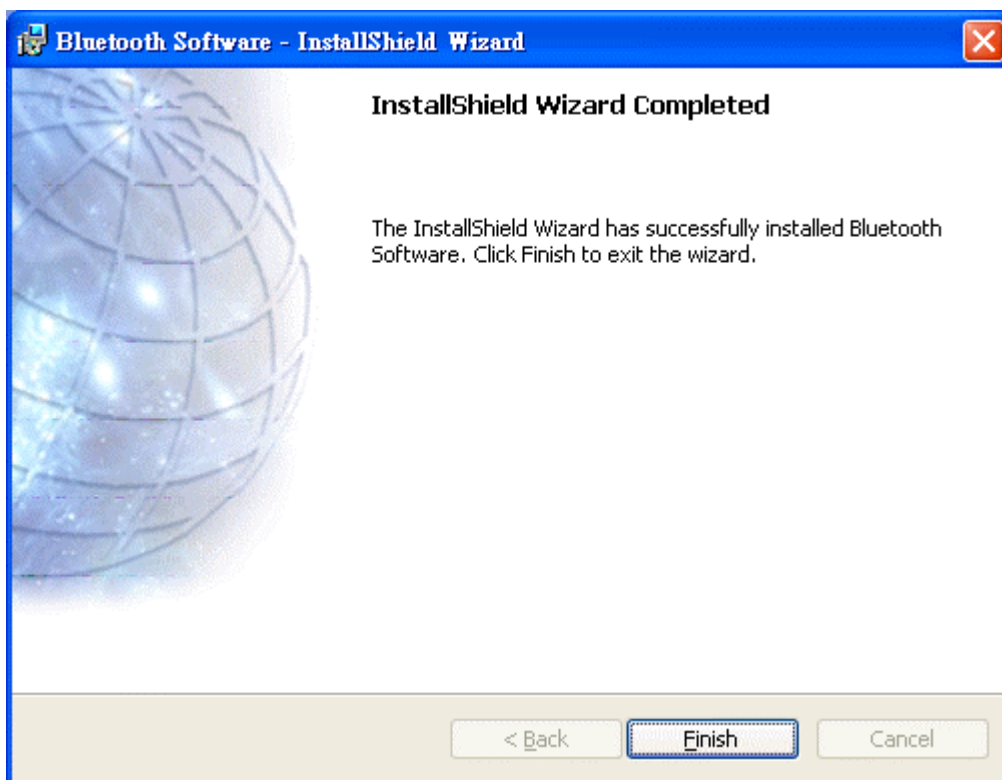 Bluetooth Software - InstallShield Wizard
InstallShield Wizard Completed
The InstallShield Wizard has successfully installed Bluetooth
Software. Click Finish to exit the wizard.
< Back Finish Cancel